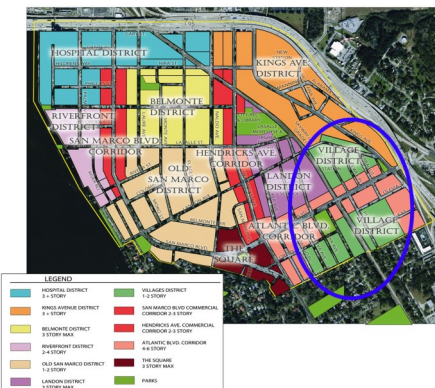 HOSPITAL DISTRICT
KINGS AVE.
DISTRICT
RIVERFRONT
DISTRICT
BELMONTE
DISTRICT
SAN MARCO BLVD
CORRIDOR
HENDRICKS AVE.
CORRIDOR
VILLAGE
DISTRICT
OLD
SAN MARCO
DISTRICT
LANDON
DISTRICT
ATLANTIC BLVD.
CORRIDOR
VILLAGE
DISTRICT
THE
SQUARE
LEGEND
HOSPITAL DISTRICT
3 + STORY
KINGS AVENUE DISTRICT
3 + STORY
BELMONTE DISTRICT
3 STORY MAX
RIVERFRONT DISTRICT
2-4 STORY
OLD SAN MARCO DISTRICT
1-2 STORY
LANDON DISTRICT
3 STORY MAX
VILLAGES DISTRICT
1-2 STORY
SAN MARCO BLVD COMMERCIAL
CORRIDOR 2-3 STORY
HENDRICKS AVE. COMMERCIAL
CORRIDOR 2-3 STORY
ATLANTIC BLVD. CORRIDOR
4-6 STORY
THE SQUARE
3 STORY MAX
PARKS